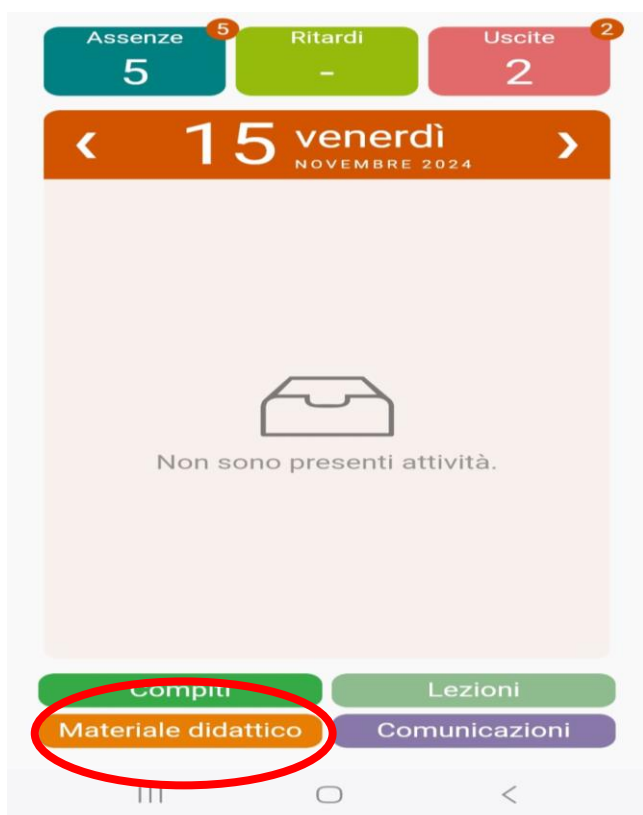 Assenze 5 Ritardi Uscite 2
5 - 2
< 15 venerdì >
NOVEMBRE 2024
Non sono presenti attività.
Compiti Lezioni
Materiale didattico Comunicazioni